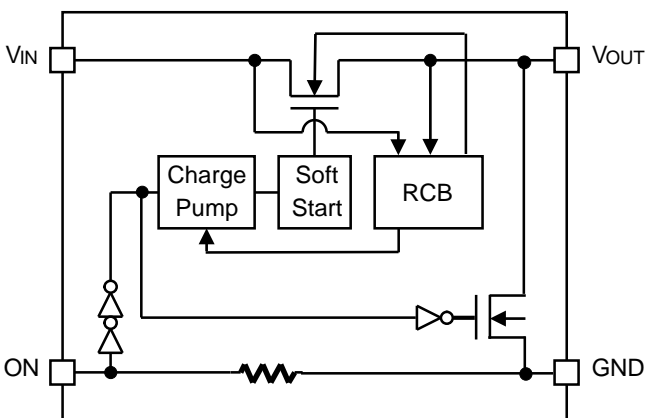 VIN
VOUT
Charge
Pump
Soft
Start
RCB
ON
GND